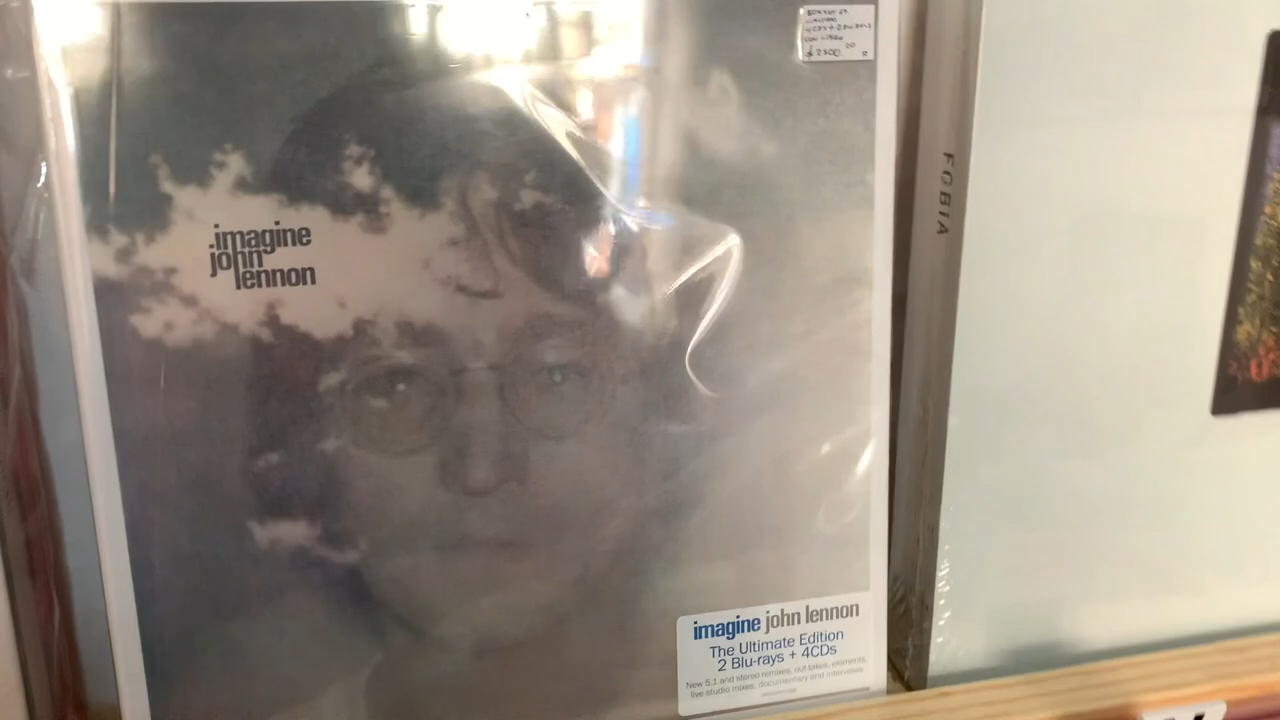 imagine
john
lennon
$2500.00
FOBIA
imagine john lennon
The Ultimate Edition
2 Blu-rays + 4CDs
New 5.1 and stereo remixes, out-takes, elements,
live studio mixes, documentary and interviews